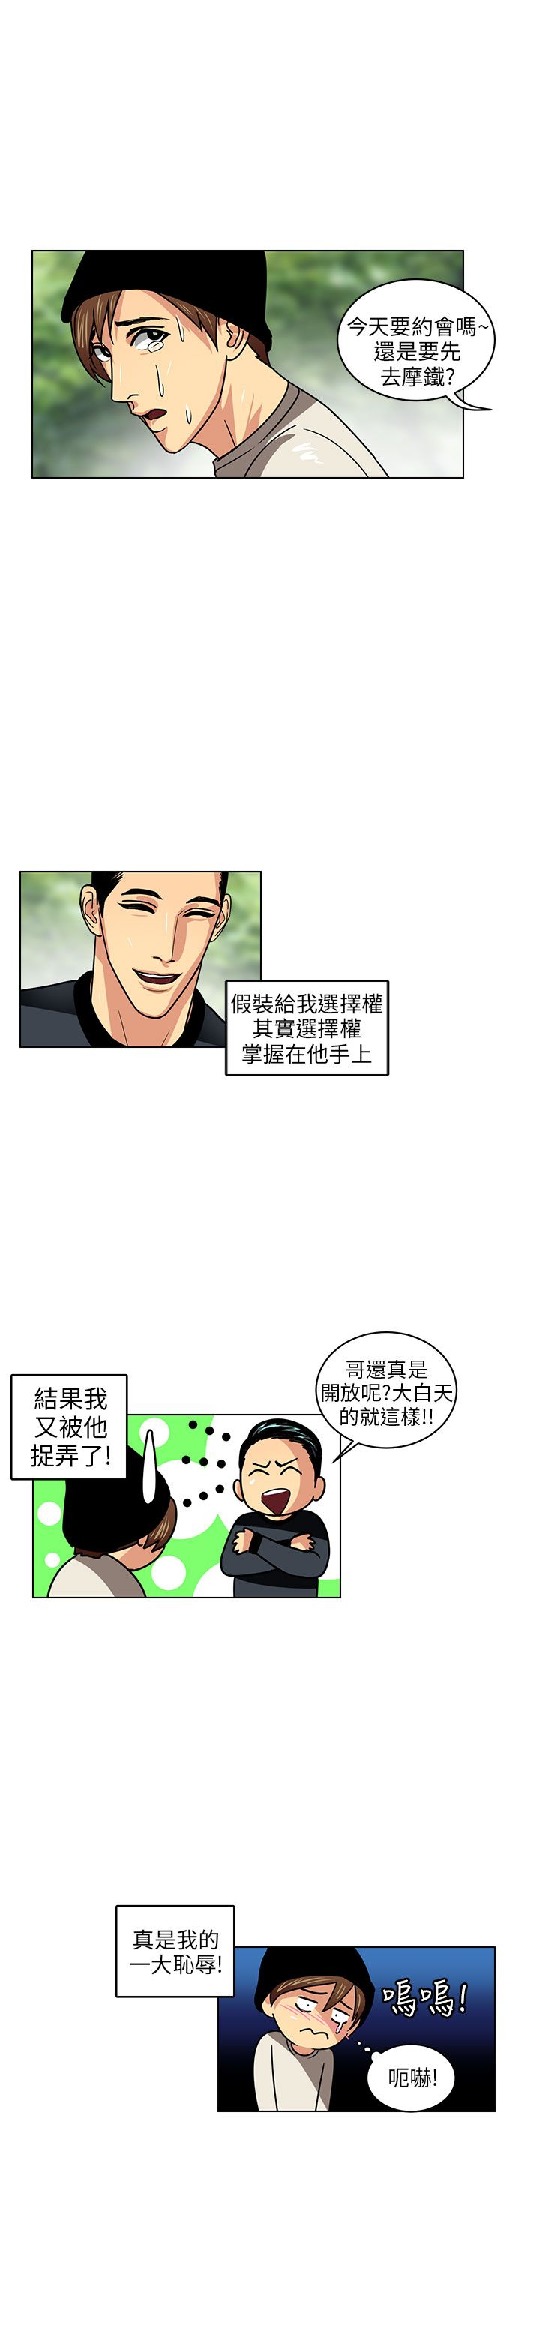 今天要約會嗎~
還是要先
去摩鐵?
假裝給我選擇權
其實選擇權
掌握在他手上
哥還真是
開放呢?大白天
的就這樣!!
結果我
又被他
捉弄了!
真是我的
一大恥辱!
嗚嗚!
呃嚇!